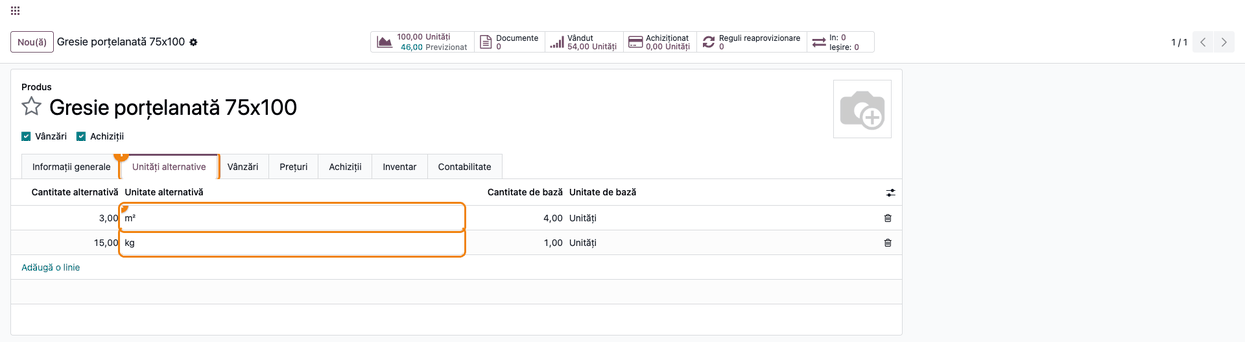 Nou(ă) Gresie porțelanată 75x100
100,00 Unități
46,00 Previzionat
Documente
0
Vândut
54,00 Unități
Achiziționat
0,00 Unități
Reguli reaprovizionare
0
In: 0
Ieșire: 0
1 / 1
Produs
Gresie porțelanată 75x100
Vânzări Achiziții
Informații generale Unități alternative Vânzări Prețuri Achiziții Inventar Contabilitate
Cantitate alternativă Unitate alternativă Cantitate de bază Unitate de bază
3,00 m² 4,00 Unități
15,00 kg 1,00 Unități
Adăugă o linie